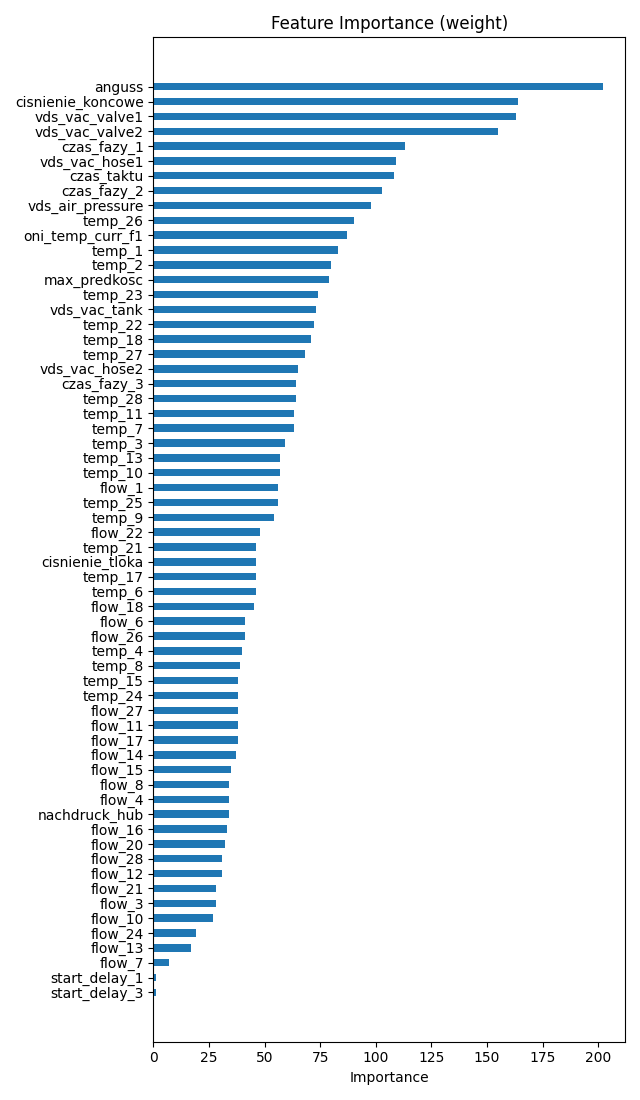 Feature Importance (weight)
anguss
cisnienie_koncowe
vds_vac_valve1
vds_vac_valve2
czas_fazy_1
vds_vac_hose1
czas_taktu
czas_fazy_2
vds_air_pressure
temp_26
oni_temp_curr_f1
temp_1
temp_2
max_predkosc
temp_23
vds_vac_tank
temp_22
temp_18
temp_27
vds_vac_hose2
czas_fazy_3
temp_28
temp_11
temp_7
temp_3
temp_13
temp_10
flow_1
temp_25
temp_9
flow_22
temp_21
cisnienie_tloka
temp_17
temp_6
flow_18
flow_6
flow_26
temp_4
temp_8
temp_15
temp_24
flow_27
flow_11
flow_17
flow_14
flow_15
flow_8
flow_4
nachdruck_hub
flow_16
flow_20
flow_28
flow_12
flow_21
flow_3
flow_10
flow_24
flow_13
flow_7
start_delay_1
start_delay_3
0 25 50 75 100 125 150 175 200
Importance